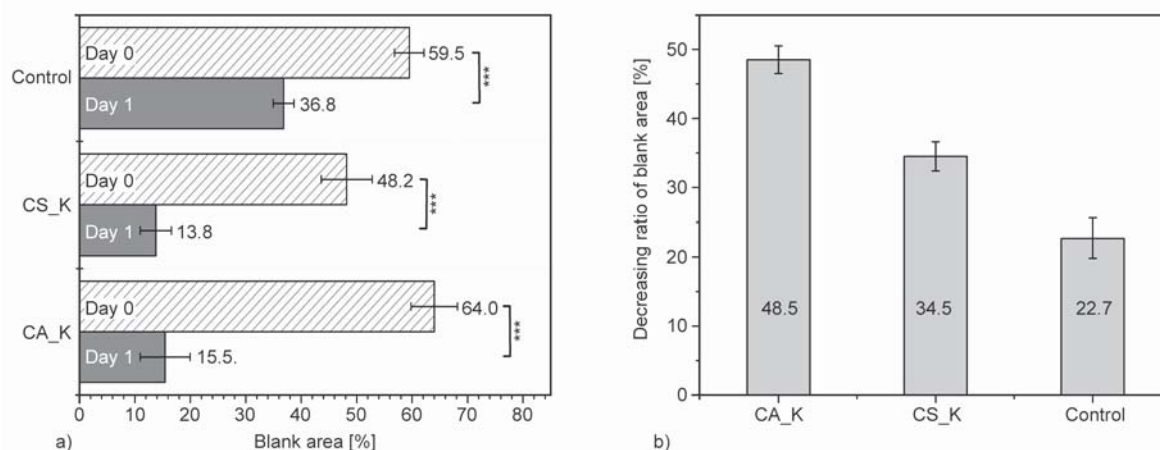 Control
Day 0
59.5
***
Day 1
36.8
CS_K
Day 0
48.2
***
Day 1
13.8
CA_K
Day 0
64.0
***
Day 1
15.5.
0 10 20 30 40 50 60 70 80
a) Blank area [%]
Decreasing ratio of blank area [%]
50
40
30
20
10
0
48.5 34.5 22.7
CA_K CS_K Control
b)